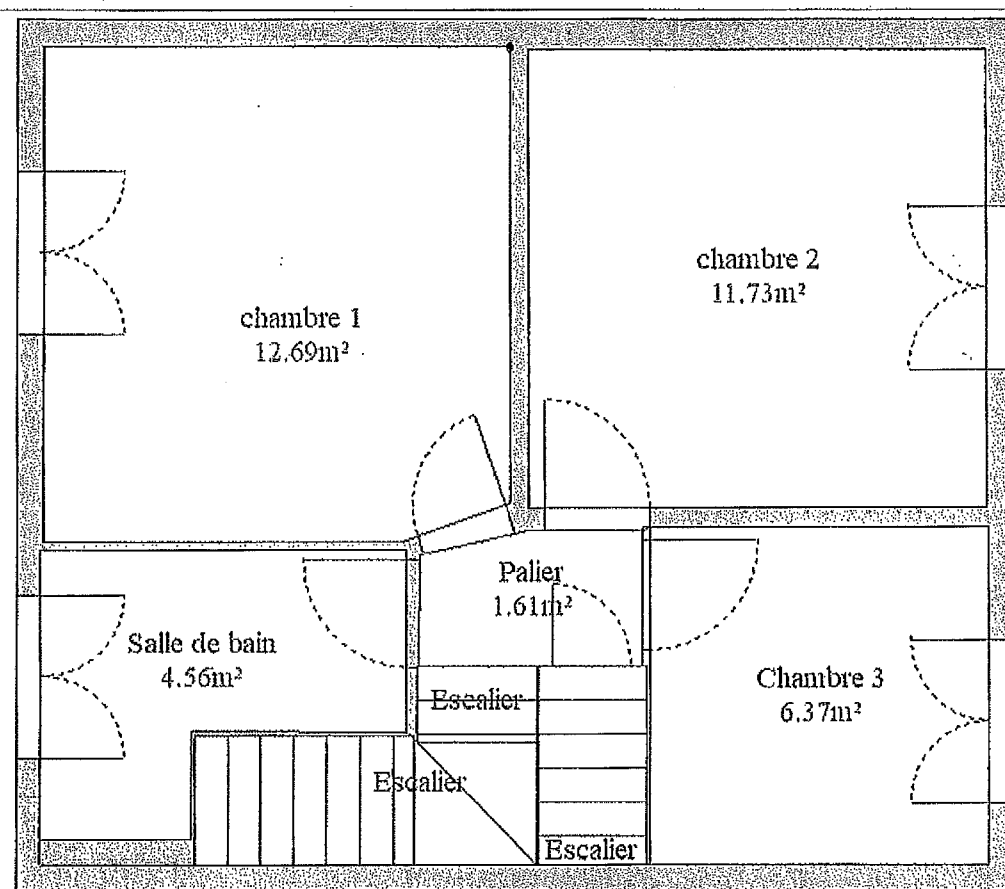 chambre 1
12.69m²
chambre 2
11.73m²
Palier
1.61m²
Salle de bain
4.56m²
Chambre 3
6.37m²
Escalier
Escalier
Escalier